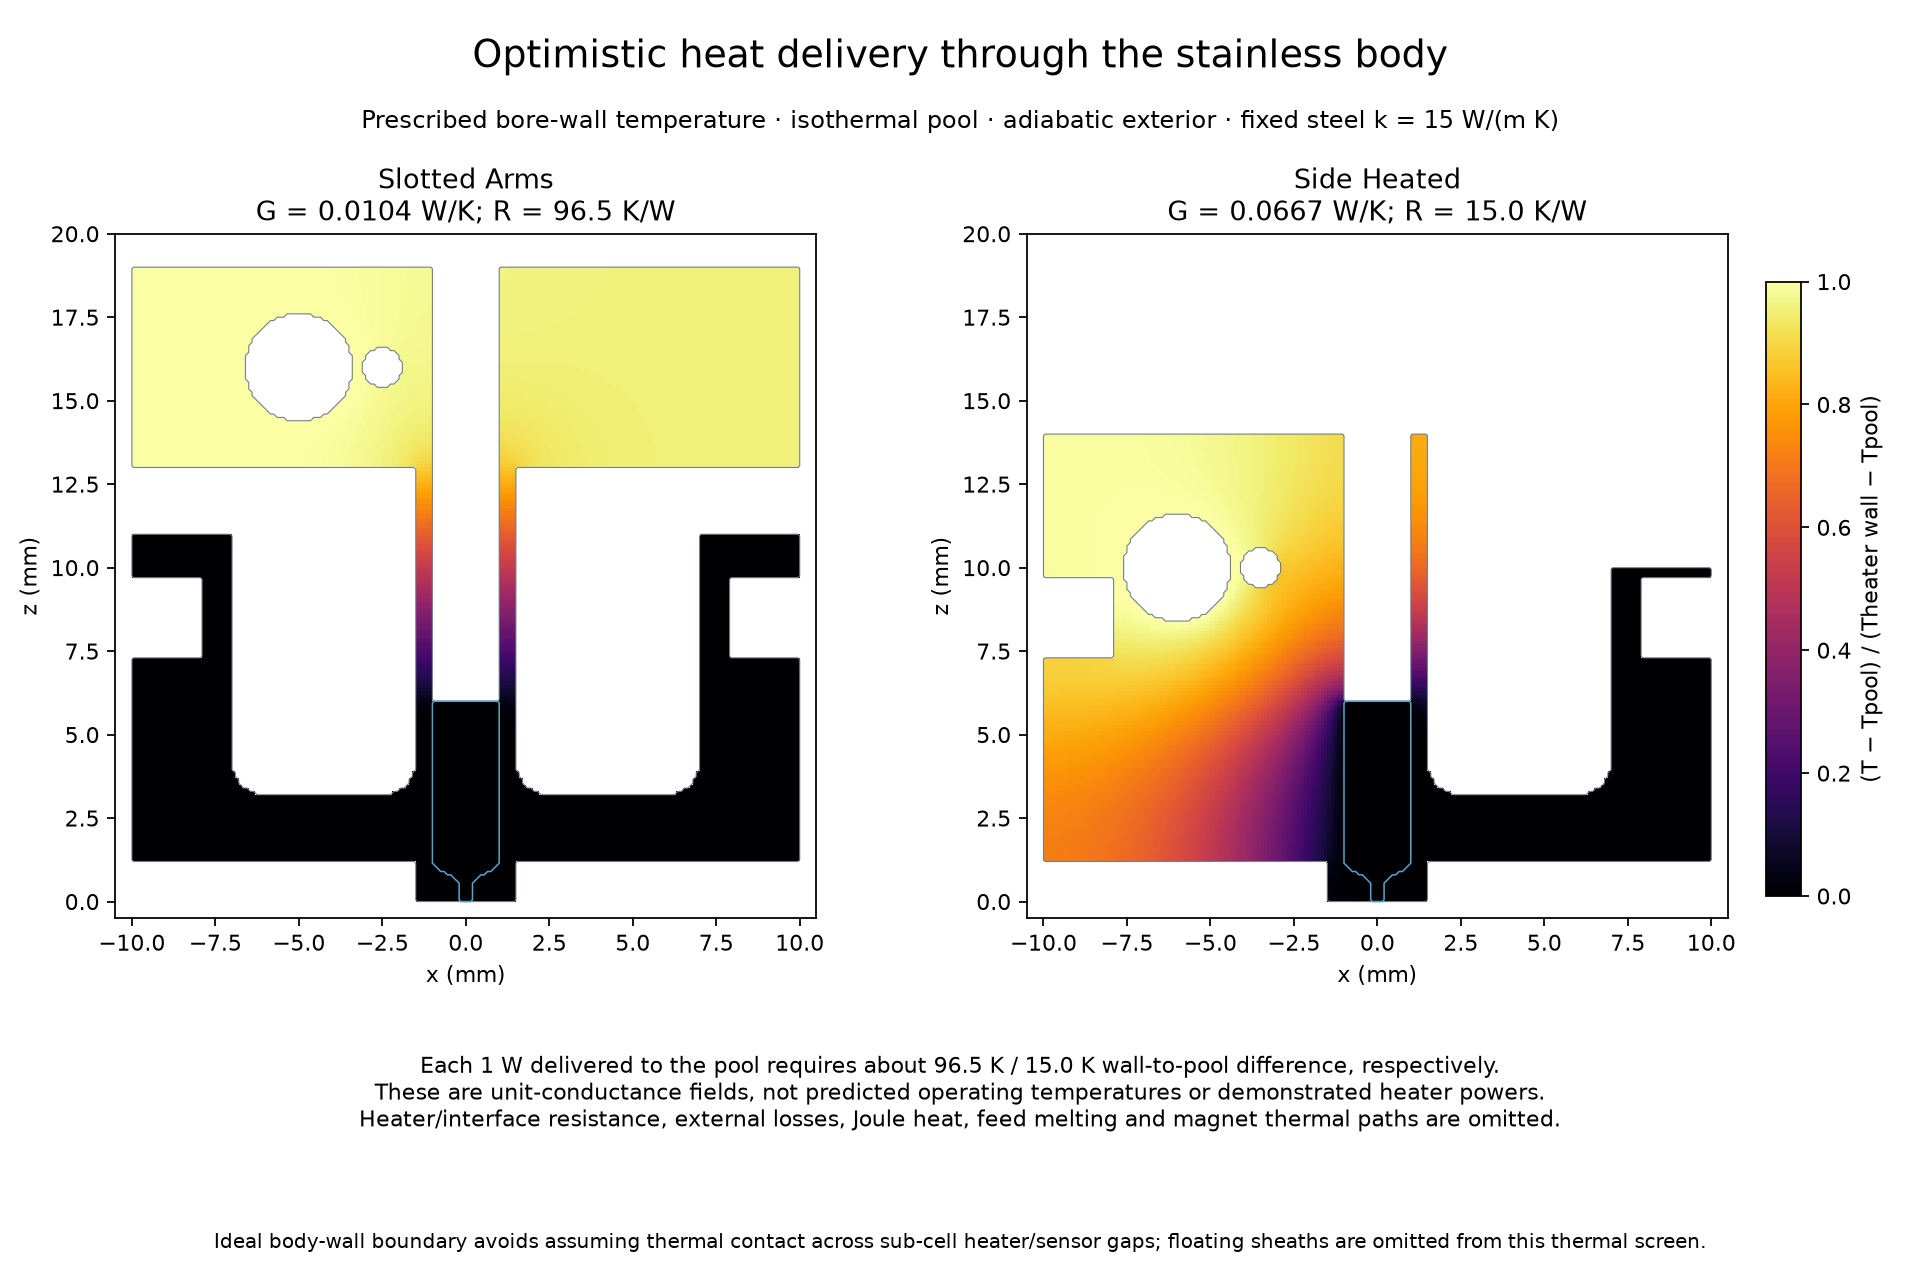 Optimistic heat delivery through the stainless body
Prescribed bore-wall temperature · isothermal pool · adiabatic exterior · fixed steel k = 15 W/(m K)
Slotted Arms
G = 0.0104 W/K; R = 96.5 K/W
20.0
17.5
15.0
12.5
10.0
7.5
5.0
2.5
0.0
z (mm)
−10.0 −7.5 −5.0 −2.5 0.0 2.5 5.0 7.5 10.0
x (mm)
Side Heated
G = 0.0667 W/K; R = 15.0 K/W
20.0
17.5
15.0
12.5
10.0
7.5
5.0
2.5
0.0
z (mm)
−10.0 −7.5 −5.0 −2.5 0.0 2.5 5.0 7.5 10.0
x (mm)
1.0
0.8
0.6
0.4
0.2
0.0
(T − Tpool) / (Theater wall − Tpool)
Each 1 W delivered to the pool requires about 96.5 K / 15.0 K wall-to-pool difference, respectively.
These are unit-conductance fields, not predicted operating temperatures or demonstrated heater powers.
Heater/interface resistance, external losses, Joule heat, feed melting and magnet thermal paths are omitted.
Ideal body-wall boundary avoids assuming thermal contact across sub-cell heater/sensor gaps; floating sheaths are omitted from this thermal screen.